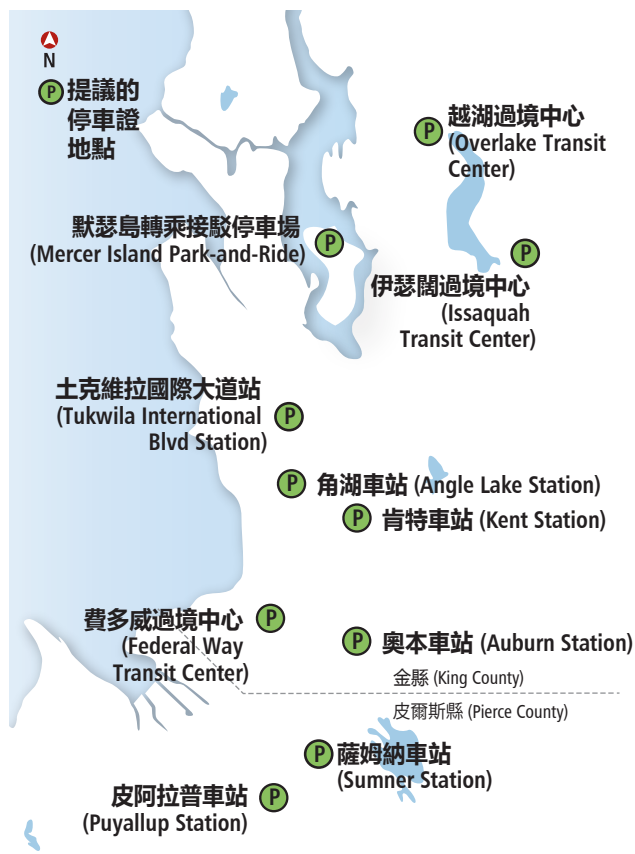 N
P 提議的
停車證
地點
P 越湖過境中心
(Overlake Transit
Center)
默瑟島轉乘接駁停車場
(Mercer Island Park-and-Ride) P
P
伊瑟闊過境中心
(Issaquah
Transit Center)
土克維拉國際大道站
(Tukwila International
Blvd Station) P
P 角湖車站 (Angle Lake Station)
P 肯特車站 (Kent Station)
費多威過境中心 P
(Federal Way
Transit Center)
P 奧本車站 (Auburn Station)
金縣 (King County)
皮爾斯縣 (Pierce County)
P 薩姆納車站
(Sumner Station)
皮阿拉普車站 P
(Puyallup Station)